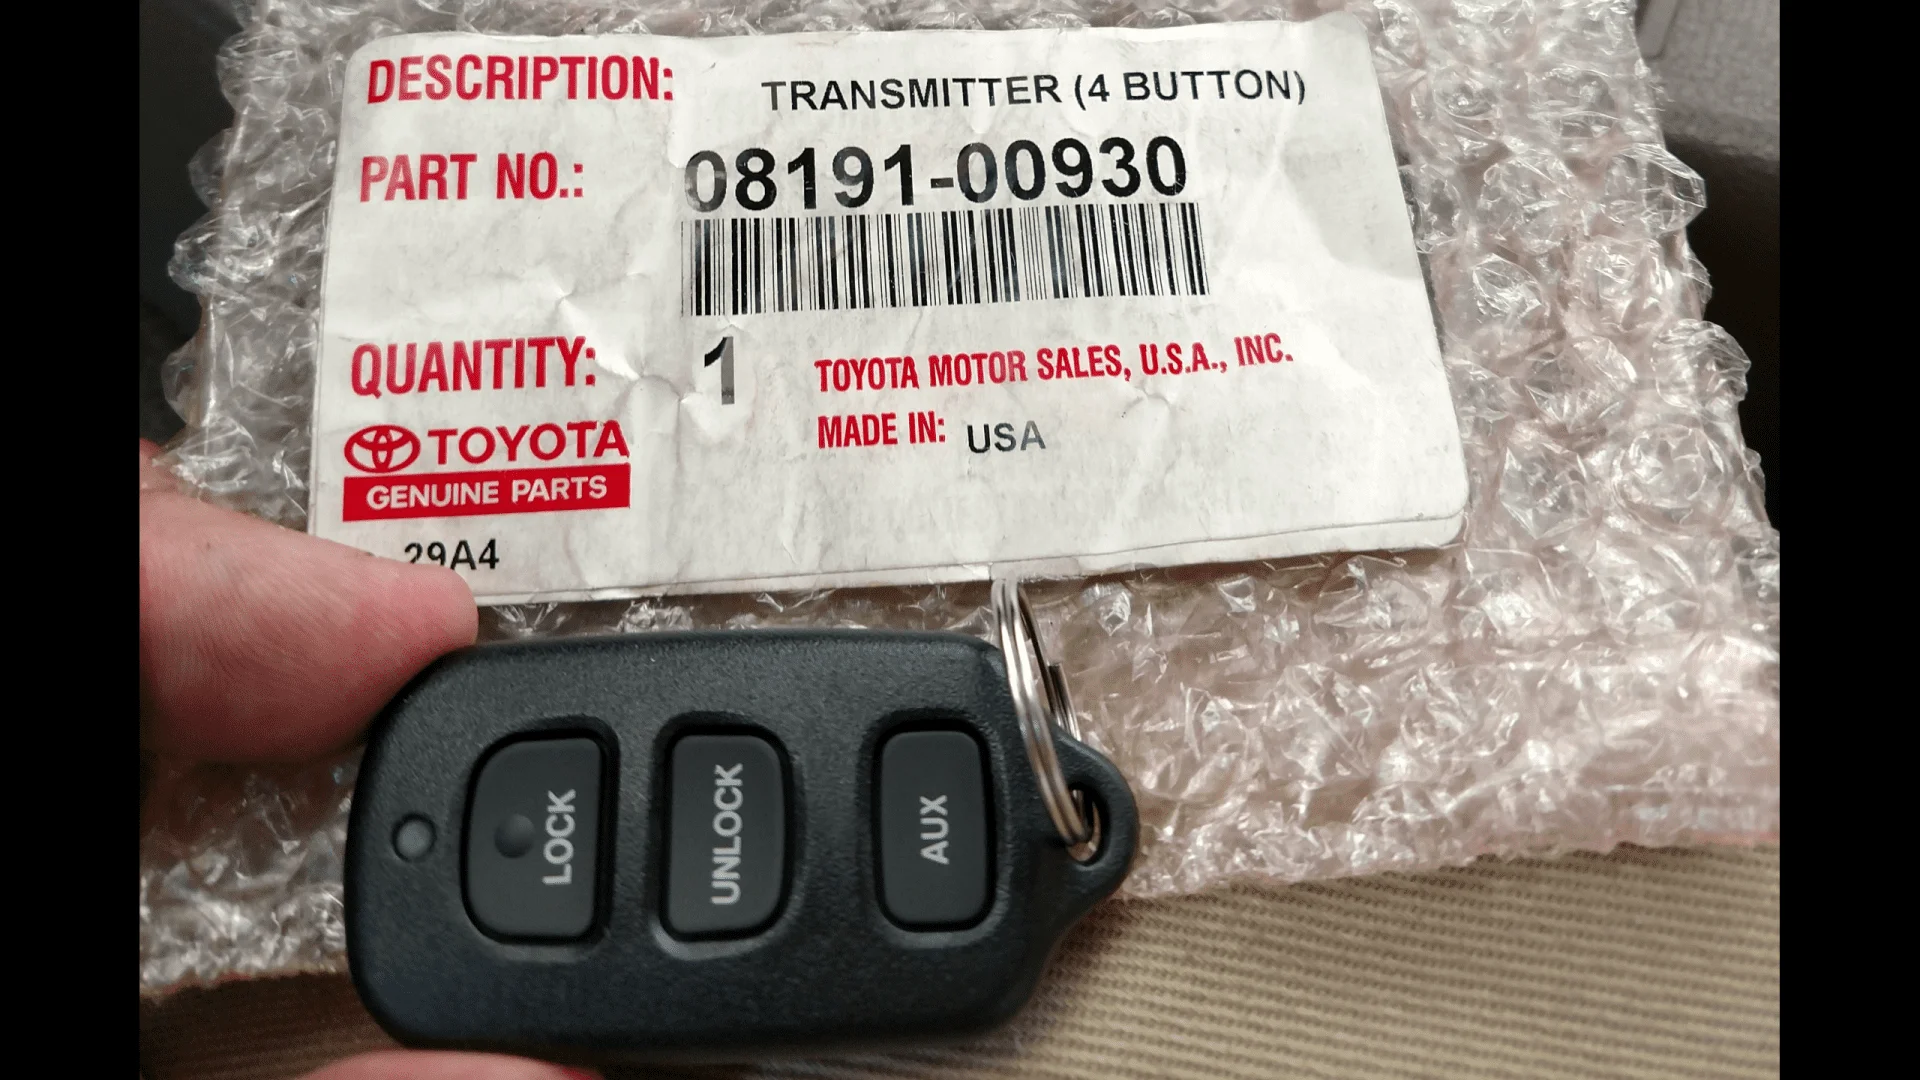 DESCRIPTION: TRANSMITTER (4 BUTTON)
PART NO.: 08191-00930
QUANTITY: 1
TOYOTA MOTOR SALES, U.S.A., INC.
MADE IN: USA
TOYOTA
GENUINE PARTS
29A4
LOCK
UNLOCK
AUX